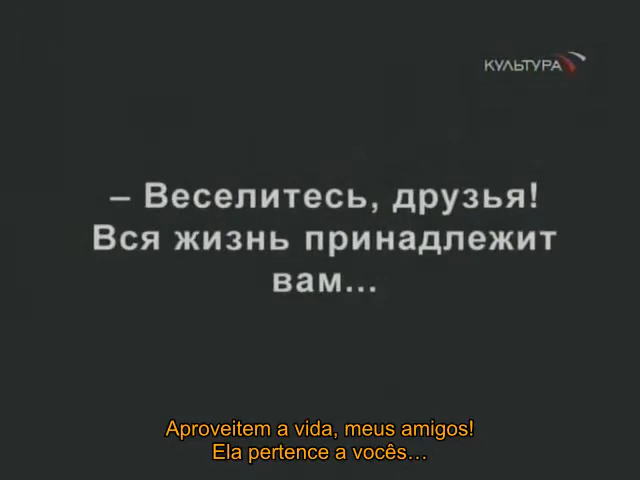 КУЛЬТУРА
– Веселитесь, друзья!
Вся жизнь принадлежит
вам...
Aproveitem a vida, meus amigos!
Ela pertence a vocês...